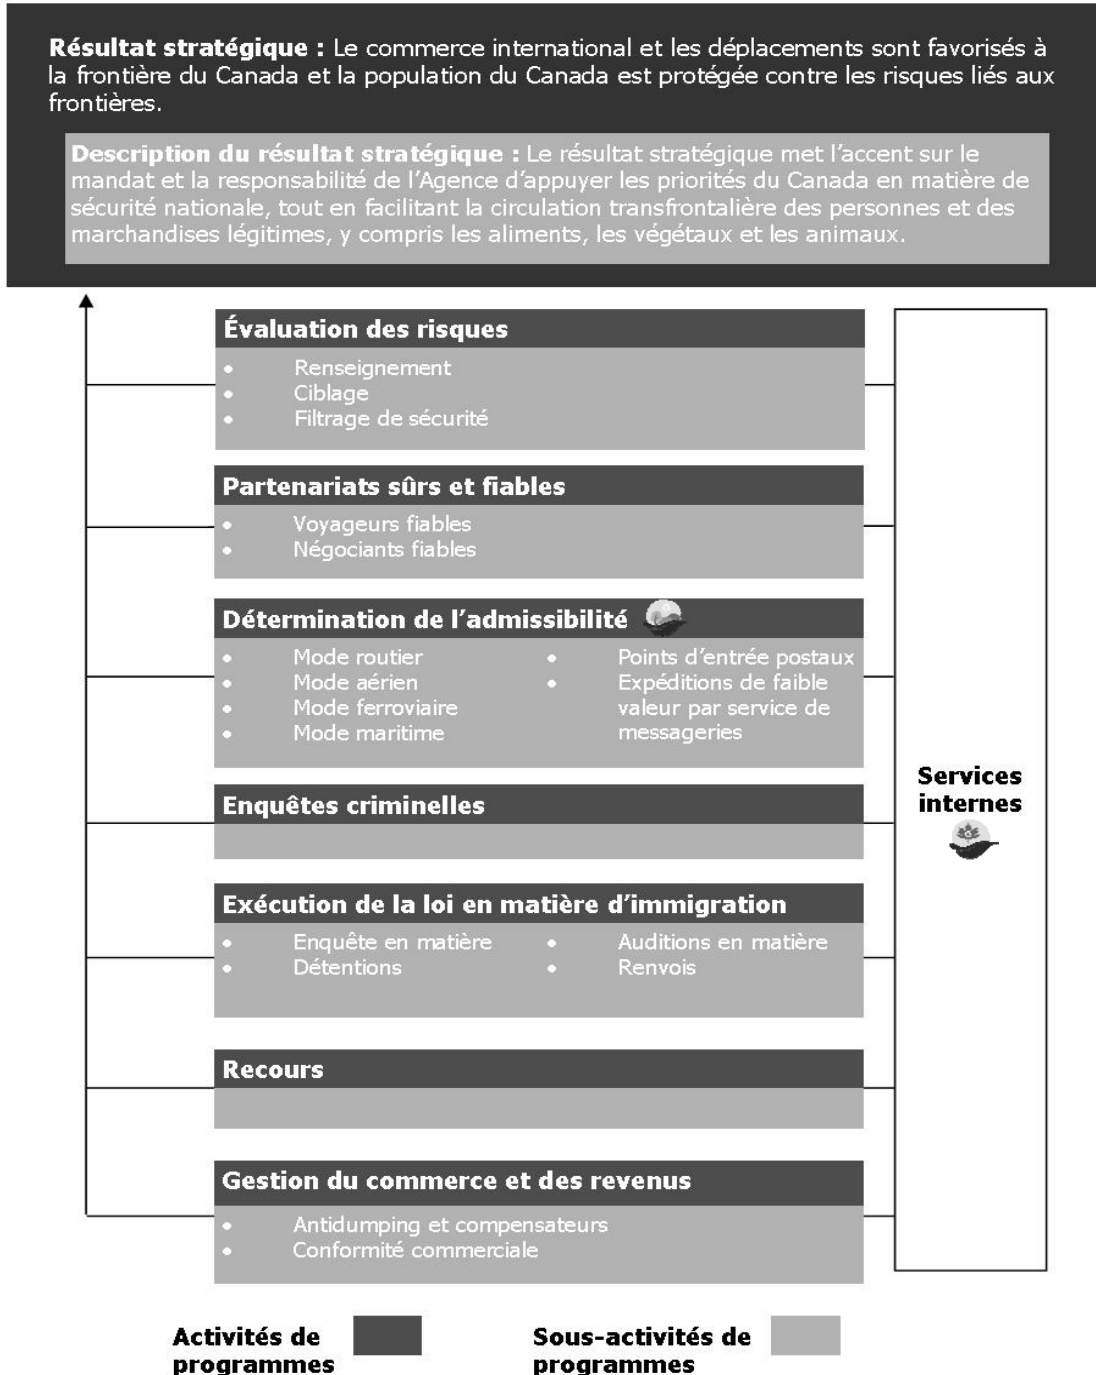 Résultat stratégique : Le commerce international et les déplacements sont favorisés à
la frontière du Canada et la population du Canada est protégée contre les risques liés aux
frontières.
Description du résultat stratégique : Le résultat stratégique met l’accent sur le
mandat et la responsabilité de l’Agence d’appuyer les priorités du Canada en matière de
sécurité nationale, tout en facilitant la circulation transfrontalière des personnes et des
marchandises légitimes, y compris les aliments, les végétaux et les animaux.
Évaluation des risques
• Renseignement
• Ciblage
• Filtrage de sécurité
Partenariats sûrs et fiables
• Voyageurs fiables
• Négociants fiables
Détermination de l’admissibilité
• Mode routier
• Mode aérien
• Mode ferroviaire
• Mode maritime
• Points d’entrée postaux
• Expéditions de faible
valeur par service de
messageries
Enquêtes criminelles
Exécution de la loi en matière d’immigration
• Enquête en matière
• Détentions
• Auditions en matière
• Renvois
Recours
Gestion du commerce et des revenus
• Antidumping et compensateurs
• Conformité commerciale
Services
internes
Activités de
programmes
Sous-activités de
programmes